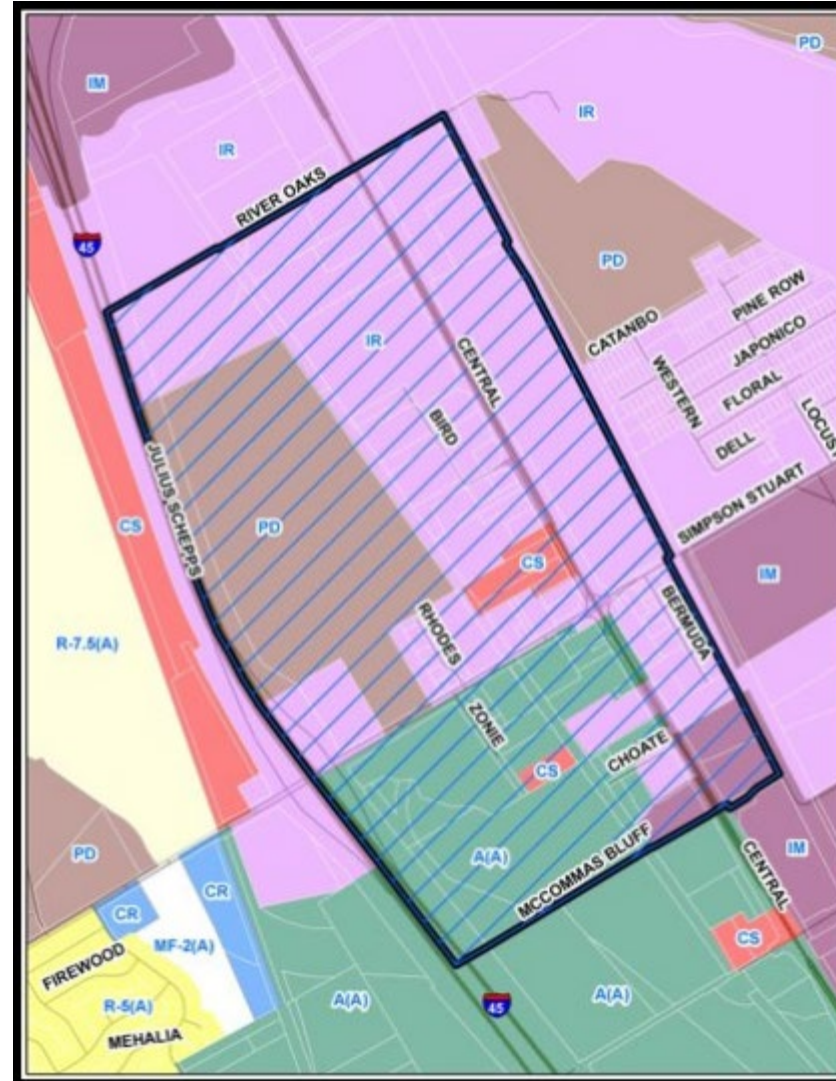 PD
IM
IR
IR
RIVER OAKS
45
PD
PINE ROW
CATANBO
JAPONICO
IR
CENTRAL
WESTERN
FLORAL
BIRD
LOCUST
DELL
JULIUS SCHEPPS
SIMPSON STUART
CS
PD
CS
IM
RHODES
BERMUDA
R-7.5(A)
ZONIE
CHOATE
CS
PD
A(A)
MCCOMMAS BLUFF
IM
CENTRAL
CR
CR
CS
FIREWOOD
MF-2(A)
R-5(A)
A(A)
45
A(A)
MEHALIA